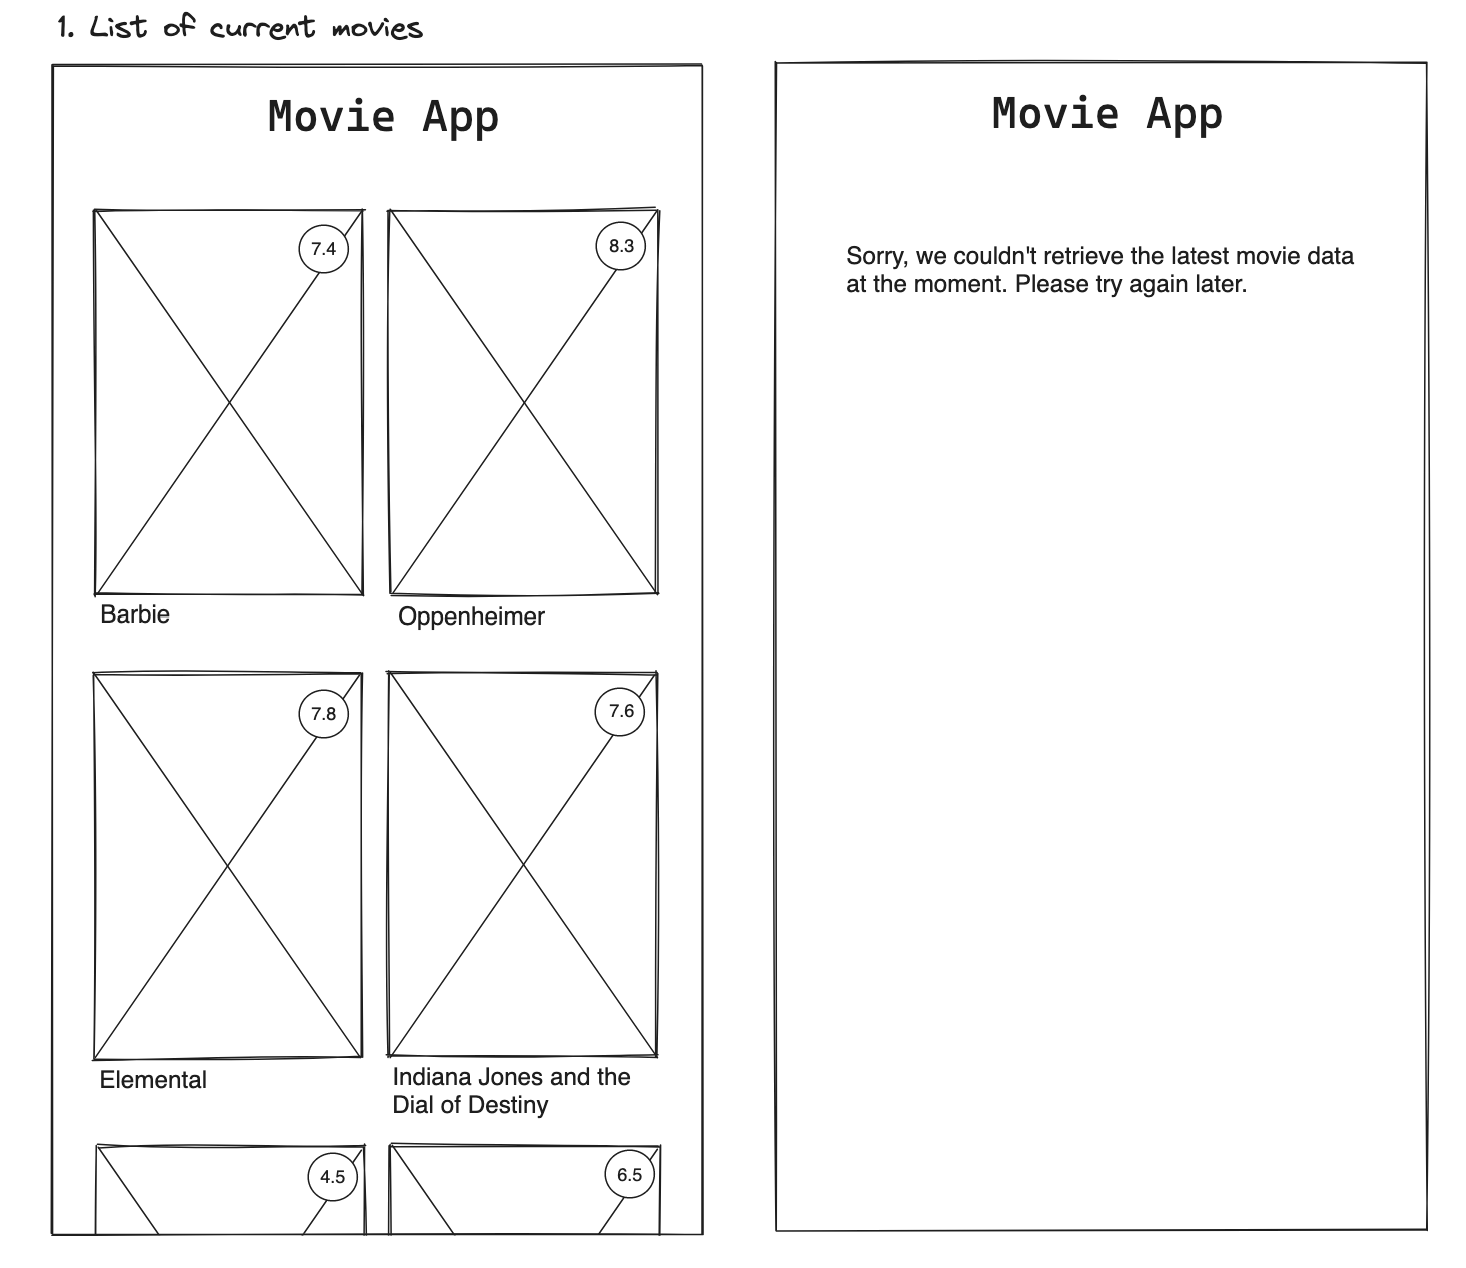 1. List of current movies
Movie App
7.4
8.3
Barbie
Oppenheimer
7.8
7.6
Elemental
Indiana Jones and the
Dial of Destiny
4.5
6.5
Movie App
Sorry, we couldn't retrieve the latest movie data
at the moment. Please try again later.